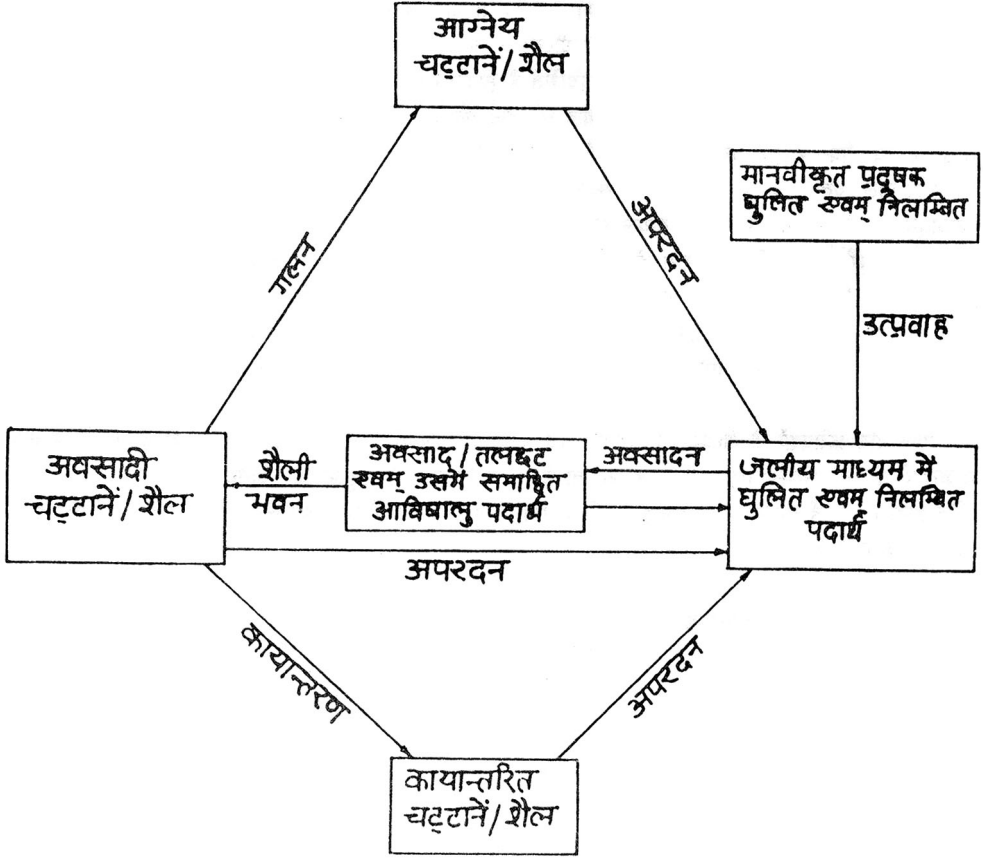 आग्नेय
चट्टानें/शैल
मानवीकृत प्रदूषक
घुलित एवम् निलम्बित
अपरदन
गलन
उत्प्रवाह
अवसादी
चट्टानें/शैल
शैली
भवन
अवसाद/तलछट
एवम् उसमें समाहित
आविषालु पदार्थ
अवसादन
जलीय माध्यम में
घुलित एवम् निलम्बित
पदार्थ
अपरदन
कायान्तरण
अपरदन
कायान्तरित
चट्टानें/शैल